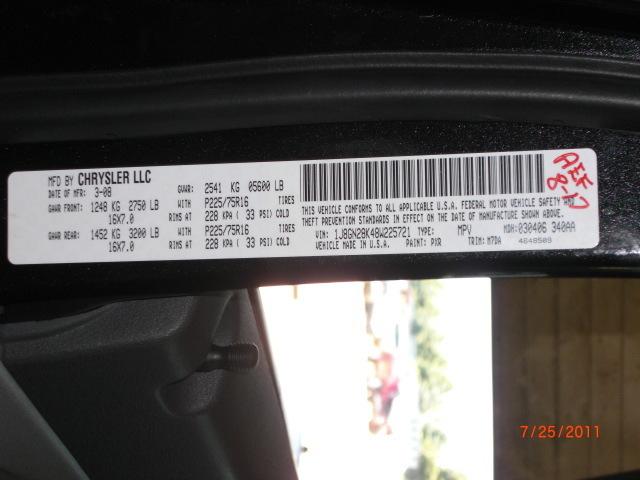 MFD BY CHRYSLER LLC
DATE OF MFR: 3-08 GVWR: 2541 KG 05600 LB
GAWR FRONT: 1248 KG 2750 LB WITH P225/75R16 TIRES
16X7.0 RIMS AT 228 KPA ( 33 PSI) COLD
GAWR REAR: 1452 KG 3200 LB WITH P225/75R16 TIRES
16X7.0 RIMS AT 228 KPA ( 33 PSI) COLD
THIS VEHICLE CONFORMS TO ALL APPLICABLE U.S.A. FEDERAL MOTOR VEHICLE SAFETY AND
THEFT PREVENTION STANDARDS IN EFFECT ON THE DATE OF MANUFACTURE SHOWN ABOVE.
VIN: 1J8GN28K48W225721 TYPE: MPV MDH: 030406 340AA
MADE IN U.S.A. PAINT: PXR TRIM: M7DA 4648509
7/25/2011